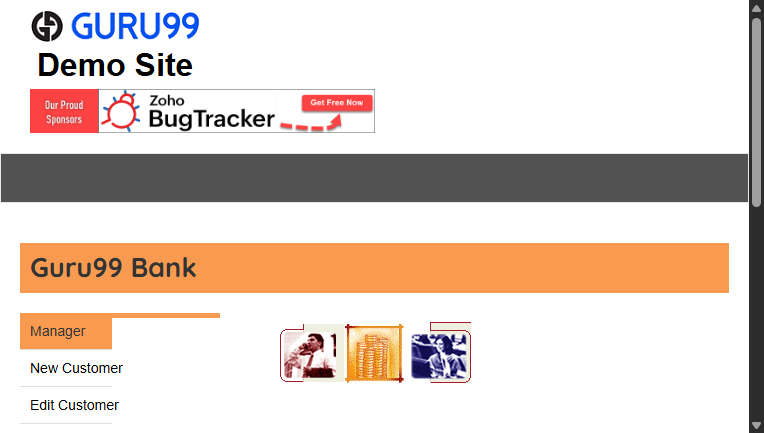 GURU99
Demo Site
Our Proud
Sponsors
Zoho
BugTracker
Get Free Now
Guru99 Bank
Manager
New Customer
Edit Customer